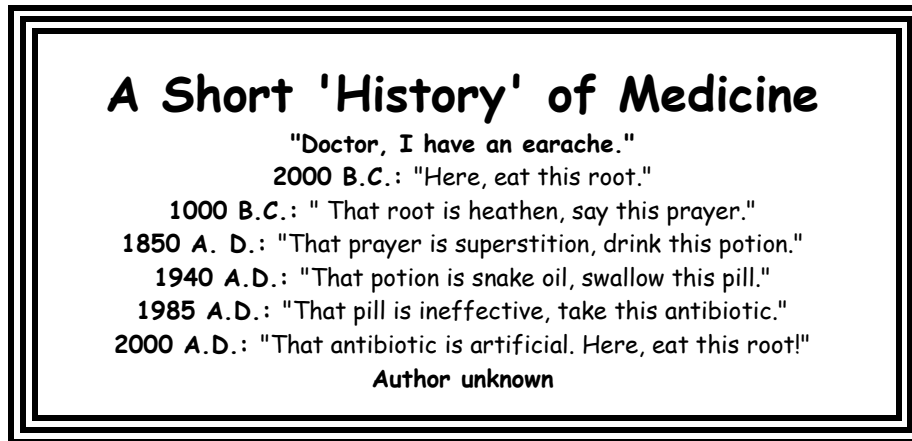 A Short 'History' of Medicine
"Doctor, I have an earache."
2000 B.C.: "Here, eat this root."
1000 B.C.: " That root is heathen, say this prayer."
1850 A. D.: "That prayer is superstition, drink this potion."
1940 A.D.: "That potion is snake oil, swallow this pill."
1985 A.D.: "That pill is ineffective, take this antibiotic."
2000 A.D.: "That antibiotic is artificial. Here, eat this root!"
Author unknown